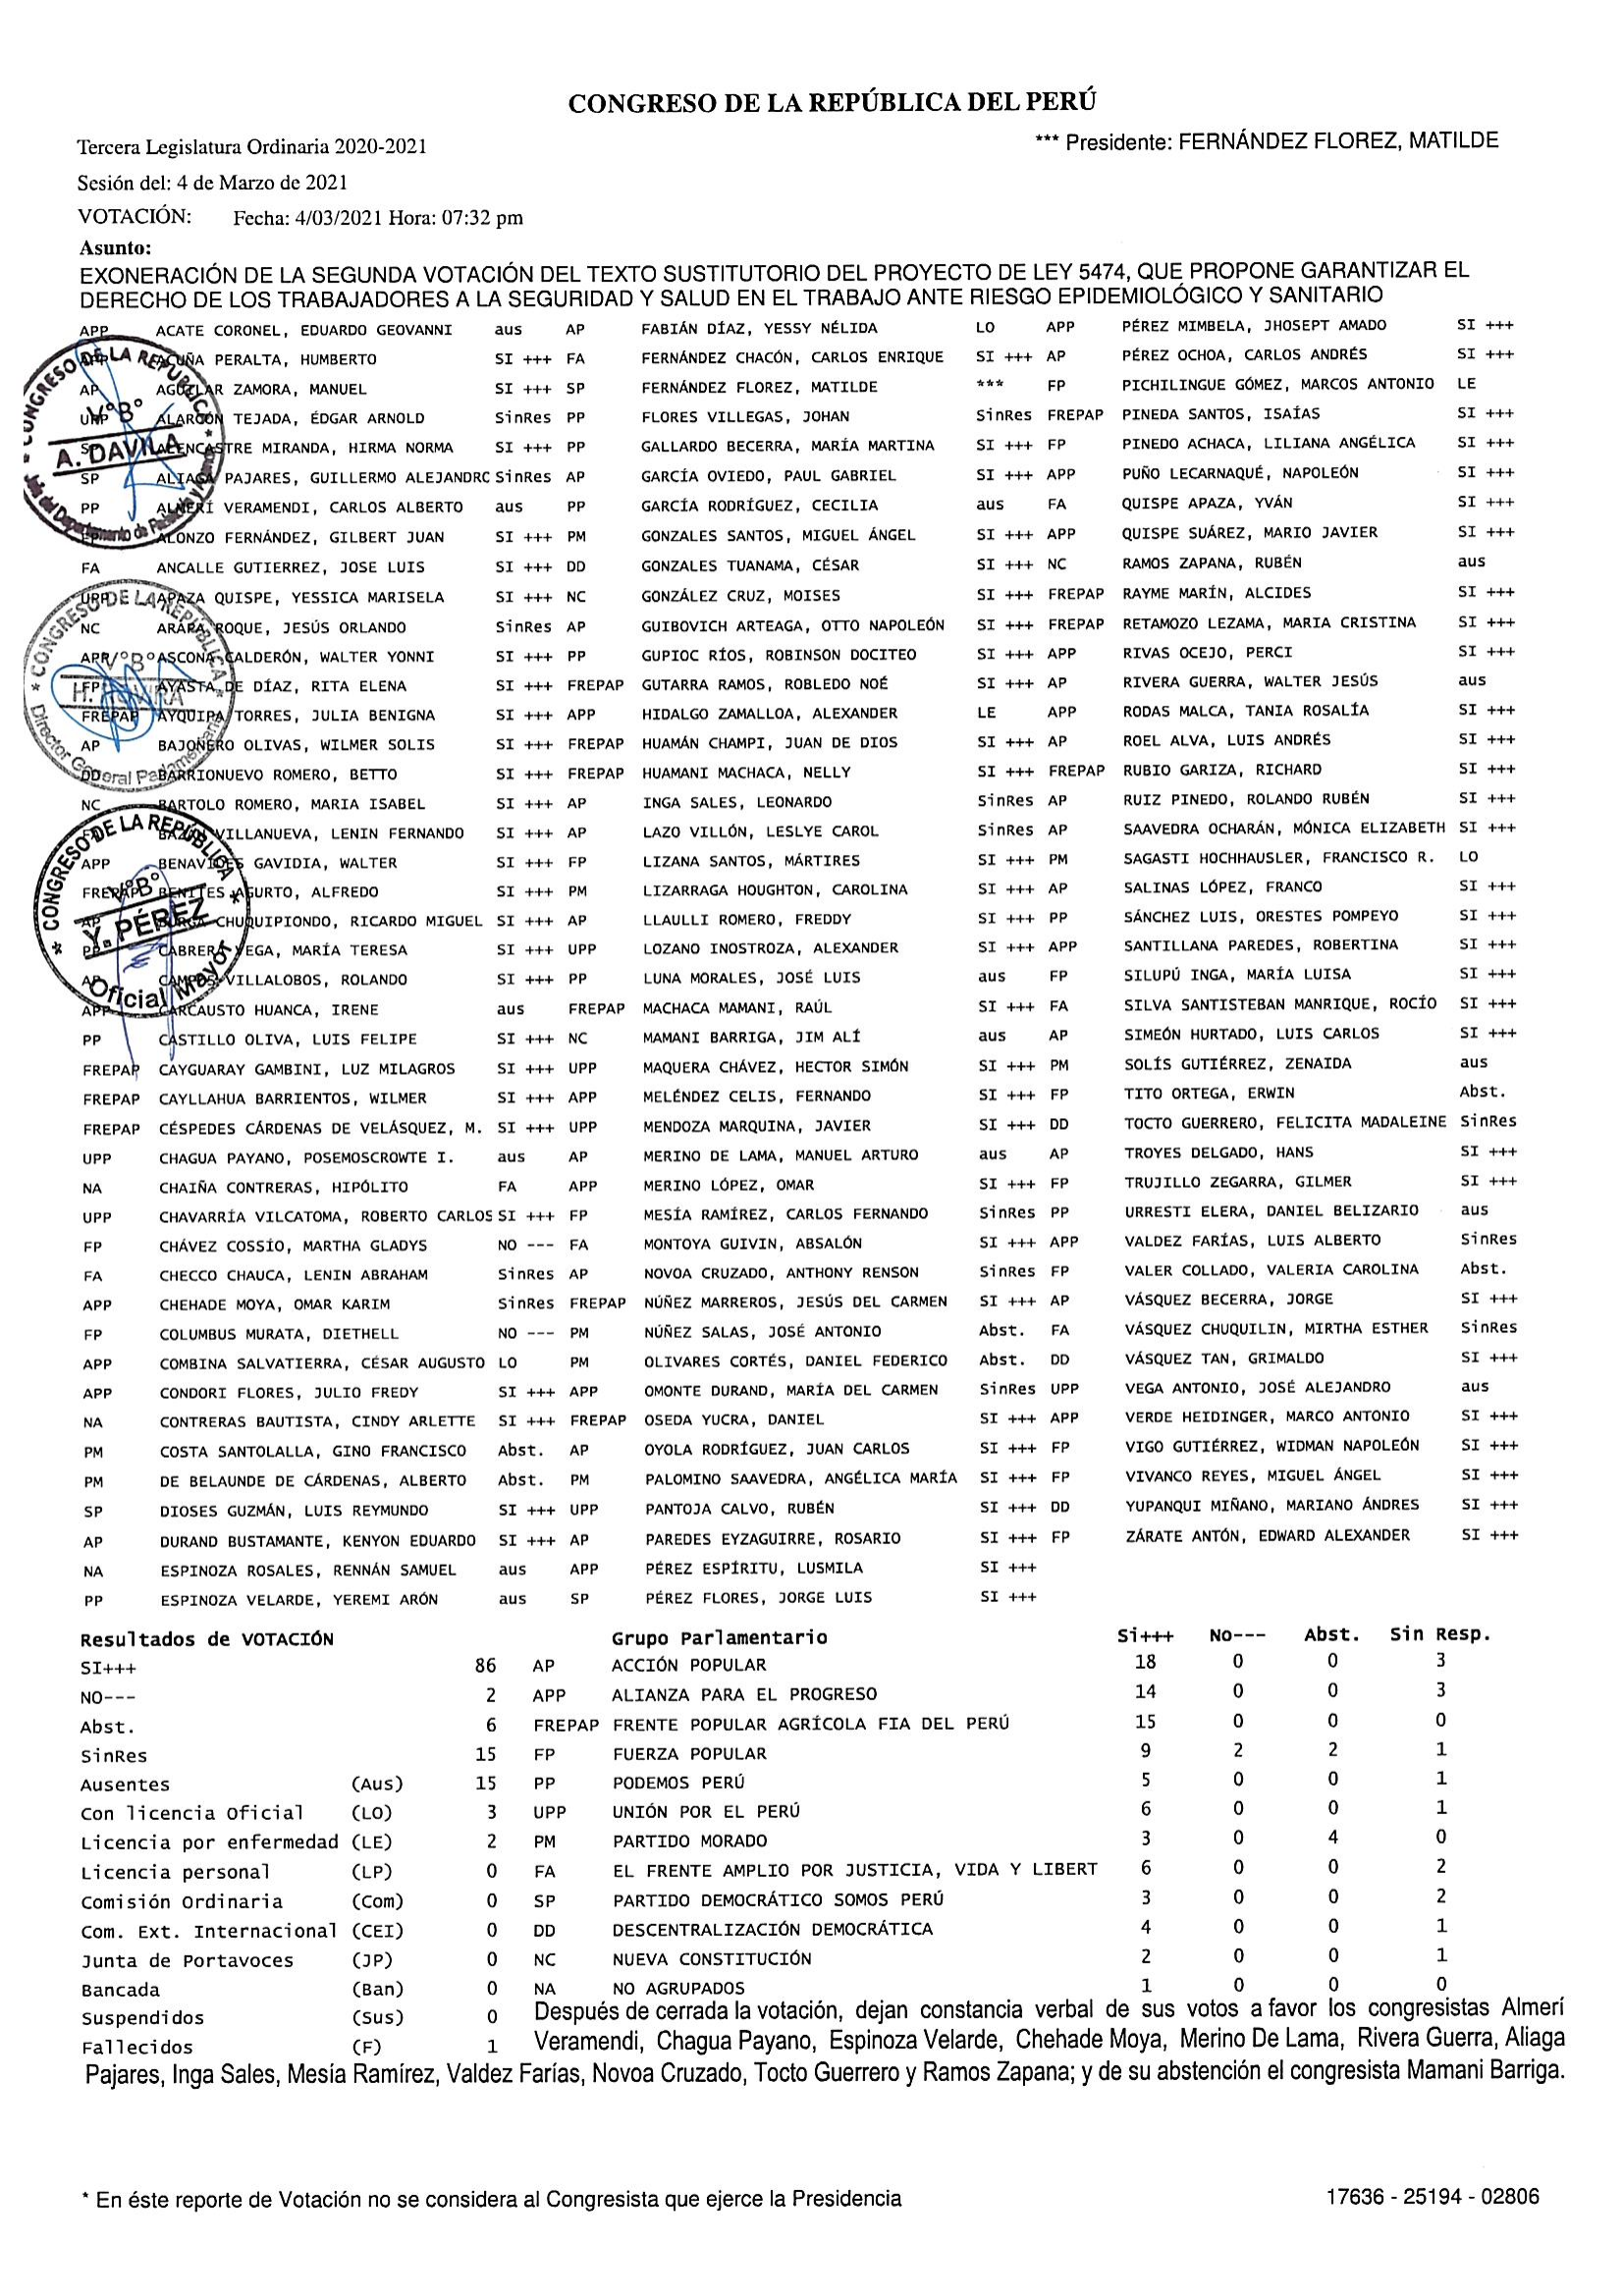 CONGRESO DE LA REPÚBLICA DEL PERÚ
Tercera Legislatura Ordinaria 2020-2021 *** Presidente: FERNÁNDEZ FLOREZ, MATILDE
Sesión del: 4 de Marzo de 2021
VOTACIÓN: Fecha: 4/03/2021 Hora: 07:32 pm
Asunto:
EXONERACIÓN DE LA SEGUNDA VOTACIÓN DEL TEXTO SUSTITUTORIO DEL PROYECTO DE LEY 5474, QUE PROPONE GARANTIZAR EL
DERECHO DE LOS TRABAJADORES A LA SEGURIDAD Y SALUD EN EL TRABAJO ANTE RIESGO EPIDEMIOLÓGICO Y SANITARIO
APP ACATE CORONEL, EDUARDO GEOVANNI aus AP FABIÁN DÍAZ, YESSY NÉLIDA LO APP PÉREZ MIMBELA, JHOSEPT AMADO SI +++
APP ACUÑA PERALTA, HUMBERTO SI +++ FA FERNÁNDEZ CHACÓN, CARLOS ENRIQUE SI +++ AP PÉREZ OCHOA, CARLOS ANDRÉS SI +++
AP AGUILAR ZAMORA, MANUEL SI +++ SP FERNÁNDEZ FLOREZ, MATILDE *** FP PICHILINGUE GÓMEZ, MARCOS ANTONIO LE
UPP ALARCÓN TEJADA, ÉDGAR ARNOLD SinRes PP FLORES VILLEGAS, JOHAN SinRes FREPAP PINEDA SANTOS, ISAÍAS SI +++
SP ALENCASTRE MIRANDA, HIRMA NORMA SI +++ PP GALLARDO BECERRA, MARÍA MARTINA SI +++ FP PINEDO ACHACA, LILIANA ANGÉLICA SI +++
SP ALIAGA PAJARES, GUILLERMO ALEJANDRO SinRes AP GARCÍA OVIEDO, PAUL GABRIEL SI +++ APP PUÑO LECARNAQUÉ, NAPOLEÓN SI +++
PP ALMERÍ VERAMENDI, CARLOS ALBERTO aus PP GARCÍA RODRÍGUEZ, CECILIA aus FA QUISPE APAZA, YVÁN SI +++
FP ALONZO FERNÁNDEZ, GILBERT JUAN SI +++ PM GONZALES SANTOS, MIGUEL ÁNGEL SI +++ APP QUISPE SUÁREZ, MARIO JAVIER SI +++
FA ANCALLE GUTIERREZ, JOSE LUIS SI +++ DD GONZALES TUANAMA, CÉSAR SI +++ NC RAMOS ZAPANA, RUBÉN aus
UPP APAZA QUISPE, YESSICA MARISELA SI +++ NC GONZÁLEZ CRUZ, MOISES SI +++ FREPAP RAYME MARÍN, ALCIDES SI +++
NC ARAPA ROQUE, JESÚS ORLANDO SinRes AP GUIBOVICH ARTEAGA, OTTO NAPOLEÓN SI +++ FREPAP RETAMOZO LEZAMA, MARIA CRISTINA SI +++
APP ASCONA CALDERÓN, WALTER YONNI SI +++ PP GUPIOC RÍOS, ROBINSON DOCITEO SI +++ APP RIVAS OCEJO, PERCI SI +++
FP AYASTA DE DÍAZ, RITA ELENA SI +++ FREPAP GUTARRA RAMOS, ROBLEDO NOÉ SI +++ AP RIVERA GUERRA, WALTER JESÚS aus
FREPAP AYQUIPA TORRES, JULIA BENIGNA SI +++ APP HIDALGO ZAMALLOA, ALEXANDER LE APP RODAS MALCA, TANIA ROSALÍA SI +++
AP BAJONERO OLIVAS, WILMER SOLIS SI +++ FREPAP HUAMÁN CHAMPI, JUAN DE DIOS SI +++ AP ROEL ALVA, LUIS ANDRÉS SI +++
DD BARRIONUEVO ROMERO, BETTO SI +++ FREPAP HUAMANI MACHACA, NELLY SI +++ FREPAP RUBIO GARIZA, RICHARD SI +++
NC BARTOLO ROMERO, MARIA ISABEL SI +++ AP INGA SALES, LEONARDO SinRes AP RUIZ PINEDO, ROLANDO RUBÉN SI +++
FA BAZÁN VILLANUEVA, LENIN FERNANDO SI +++ AP LAZO VILLÓN, LESLYE CAROL SinRes AP SAAVEDRA OCHARÁN, MÓNICA ELIZABETH SI +++
APP BENAVIDES GAVIDIA, WALTER SI +++ FP LIZANA SANTOS, MÁRTIRES SI +++ PM SAGASTI HOCHHAUSLER, FRANCISCO R. LO
FREPAP BENITES AGURTO, ALFREDO SI +++ PM LIZARRAGA HOUGHTON, CAROLINA SI +++ AP SALINAS LÓPEZ, FRANCO SI +++
AP BURGA CHUQUIPIONDO, RICARDO MIGUEL SI +++ AP LLAULLI ROMERO, FREDDY SI +++ PP SÁNCHEZ LUIS, ORESTES POMPEYO SI +++
PP CABRERA VEGA, MARÍA TERESA SI +++ UPP LOZANO INOSTROZA, ALEXANDER SI +++ APP SANTILLANA PAREDES, ROBERTINA SI +++
AP CAMPOS VILLALOBOS, ROLANDO SI +++ PP LUNA MORALES, JOSÉ LUIS aus FP SILUPÚ INGA, MARÍA LUISA SI +++
APP CARCAUSTO HUANCA, IRENE aus FREPAP MACHACA MAMANI, RAÚL SI +++ FA SILVA SANTISTEBAN MANRIQUE, ROCÍO SI +++
PP CASTILLO OLIVA, LUIS FELIPE SI +++ NC MAMANI BARRIGA, JIM ALÍ aus AP SIMEÓN HURTADO, LUIS CARLOS SI +++
FREPAP CAYGUARAY GAMBINI, LUZ MILAGROS SI +++ UPP MAQUERA CHÁVEZ, HECTOR SIMÓN SI +++ PM SOLÍS GUTIÉRREZ, ZENAIDA aus
FREPAP CAYLLAHUA BARRIENTOS, WILMER SI +++ APP MELÉNDEZ CELIS, FERNANDO SI +++ FP TITO ORTEGA, ERWIN Abst.
FREPAP CÉSPEDES CÁRDENAS DE VELÁSQUEZ, M. SI +++ UPP MENDOZA MARQUINA, JAVIER SI +++ DD TOCTO GUERRERO, FELICITA MADALEINE SinRes
UPP CHAGUA PAYANO, POSEMOSCROWTE I. aus AP MERINO DE LAMA, MANUEL ARTURO aus AP TROYES DELGADO, HANS SI +++
NA CHAIÑA CONTRERAS, HIPÓLITO FA APP MERINO LÓPEZ, OMAR SI +++ FP TRUJILLO ZEGARRA, GILMER SI +++
UPP CHAVARRÍA VILCATOMA, ROBERTO CARLOS SI +++ FP MESÍA RAMÍREZ, CARLOS FERNANDO SinRes PP URRESTI ELERA, DANIEL BELIZARIO aus
FP CHÁVEZ COSSÍO, MARTHA GLADYS NO --- FA MONTOYA GUIVIN, ABSALÓN SI +++ APP VALDEZ FARÍAS, LUIS ALBERTO SinRes
FA CHECCO CHAUCA, LENIN ABRAHAM SinRes AP NOVOA CRUZADO, ANTHONY RENSON SinRes FP VALER COLLADO, VALERIA CAROLINA Abst.
APP CHEHADE MOYA, OMAR KARIM SinRes FREPAP NÚÑEZ MARREROS, JESÚS DEL CARMEN SI +++ AP VÁSQUEZ BECERRA, JORGE SI +++
FP COLUMBUS MURATA, DIETHELL NO --- PM NÚÑEZ SALAS, JOSÉ ANTONIO Abst. FA VÁSQUEZ CHUQUILIN, MIRTHA ESTHER SinRes
APP COMBINA SALVATIERRA, CÉSAR AUGUSTO LO PM OLIVARES CORTÉS, DANIEL FEDERICO Abst. DD VÁSQUEZ TAN, GRIMALDO SI +++
APP CONDORI FLORES, JULIO FREDY SI +++ APP OMONTE DURAND, MARÍA DEL CARMEN SinRes UPP VEGA ANTONIO, JOSÉ ALEJANDRO aus
NA CONTRERAS BAUTISTA, CINDY ARLETTE SI +++ FREPAP OSEDA YUCRA, DANIEL SI +++ APP VERDE HEIDINGER, MARCO ANTONIO SI +++
PM COSTA SANTOLALLA, GINO FRANCISCO Abst. AP OYOLA RODRÍGUEZ, JUAN CARLOS SI +++ FP VIGO GUTIÉRREZ, WIDMAN NAPOLEÓN SI +++
PM DE BELAUNDE DE CÁRDENAS, ALBERTO Abst. PM PALOMINO SAAVEDRA, ANGÉLICA MARÍA SI +++ FP VIVANCO REYES, MIGUEL ÁNGEL SI +++
SP DIOSES GUZMÁN, LUIS REYMUNDO SI +++ UPP PANTOJA CALVO, RUBÉN SI +++ DD YUPANQUI MIÑANO, MARIANO ÁNDRES SI +++
AP DURAND BUSTAMANTE, KENYON EDUARDO SI +++ AP PAREDES EYZAGUIRRE, ROSARIO SI +++ FP ZÁRATE ANTÓN, EDWARD ALEXANDER SI +++
NA ESPINOZA ROSALES, RENNÁN SAMUEL aus APP PÉREZ ESPÍRITU, LUSMILA SI +++
PP ESPINOZA VELARDE, YEREMI ARÓN aus SP PÉREZ FLORES, JORGE LUIS SI +++
CONGRESO DE LA REPÚBLICA V°B° A. DAVILA
CONGRESO DE LA REPÚBLICA V°B° Director General Parlamentario
CONGRESO DE LA REPÚBLICA V°B° Y. PÉREZ Oficial Mayor
Resultados de VOTACIÓN Grupo Parlamentario Si+++ No--- Abst. Sin Resp.
SI+++ 86 AP ACCIÓN POPULAR 18 0 0 3
NO--- 2 APP ALIANZA PARA EL PROGRESO 14 0 0 3
Abst. 6 FREPAP FRENTE POPULAR AGRÍCOLA FIA DEL PERÚ 15 0 0 0
SinRes 15 FP FUERZA POPULAR 9 2 2 1
Ausentes (Aus) 15 PP PODEMOS PERÚ 5 0 0 1
Con licencia Oficial (LO) 3 UPP UNIÓN POR EL PERÚ 6 0 0 1
Licencia por enfermedad (LE) 2 PM PARTIDO MORADO 3 0 4 0
Licencia personal (LP) 0 FA EL FRENTE AMPLIO POR JUSTICIA, VIDA Y LIBERT 6 0 0 2
Comisión Ordinaria (Com) 0 SP PARTIDO DEMOCRÁTICO SOMOS PERÚ 3 0 0 2
Com. Ext. Internacional (CEI) 0 DD DESCENTRALIZACIÓN DEMOCRÁTICA 4 0 0 1
Junta de Portavoces (JP) 0 NC NUEVA CONSTITUCIÓN 2 0 0 1
Bancada (Ban) 0 NA NO AGRUPADOS 1 0 0 0
Suspendidos (Sus) 0 Después de cerrada la votación, dejan constancia verbal de sus votos a favor los congresistas Almerí
Fallecidos (F) 1 Veramendi, Chagua Payano, Espinoza Velarde, Chehade Moya, Merino De Lama, Rivera Guerra, Aliaga
Pajares, Inga Sales, Mesía Ramírez, Valdez Farías, Novoa Cruzado, Tocto Guerrero y Ramos Zapana; y de su abstención el congresista Mamani Barriga.
* En éste reporte de Votación no se considera al Congresista que ejerce la Presidencia 17636 - 25194 - 02806